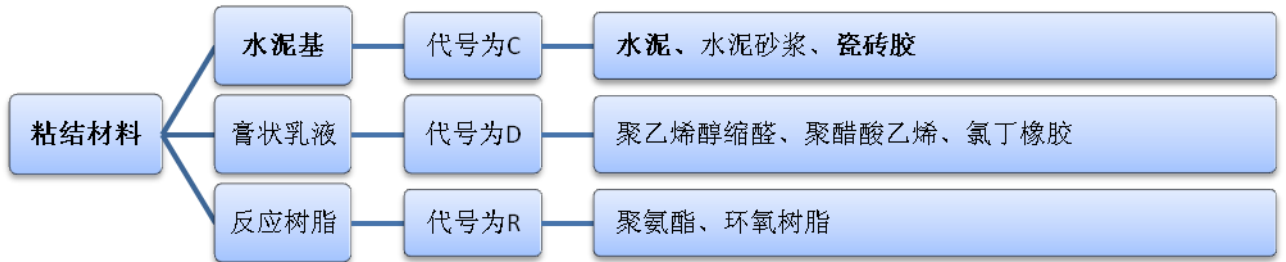 水泥基
代号为C
水泥、水泥砂浆、瓷砖胶
粘结材料
膏状乳液
代号为D
聚乙烯醇缩醛、聚醋酸乙烯、氯丁橡胶
反应树脂
代号为R
聚氨酯、环氧树脂